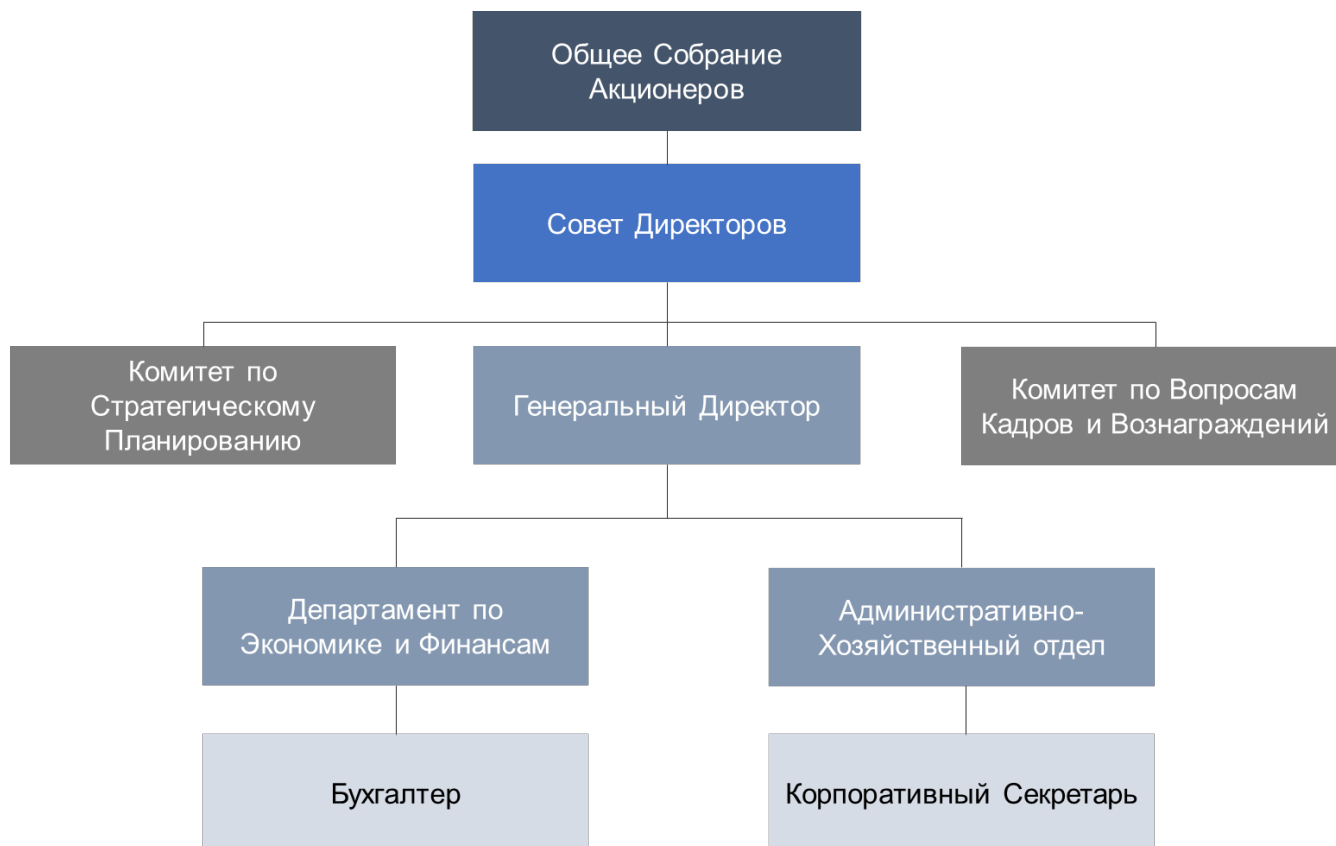 Общее Собрание
Акционеров
Совет Директоров
Комитет по
Стратегическому
Планированию
Генеральный Директор
Комитет по Вопросам
Кадров и Вознаграждений
Департамент по
Экономике и Финансам
Административно-
Хозяйственный отдел
Бухгалтер
Корпоративный Секретарь